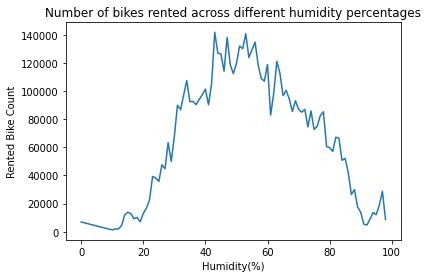 Number of bikes rented across different humidity percentages
140000
120000
100000
80000
60000
40000
20000
0
Rented Bike Count
0 20 40 60 80 100
Humidity(%)